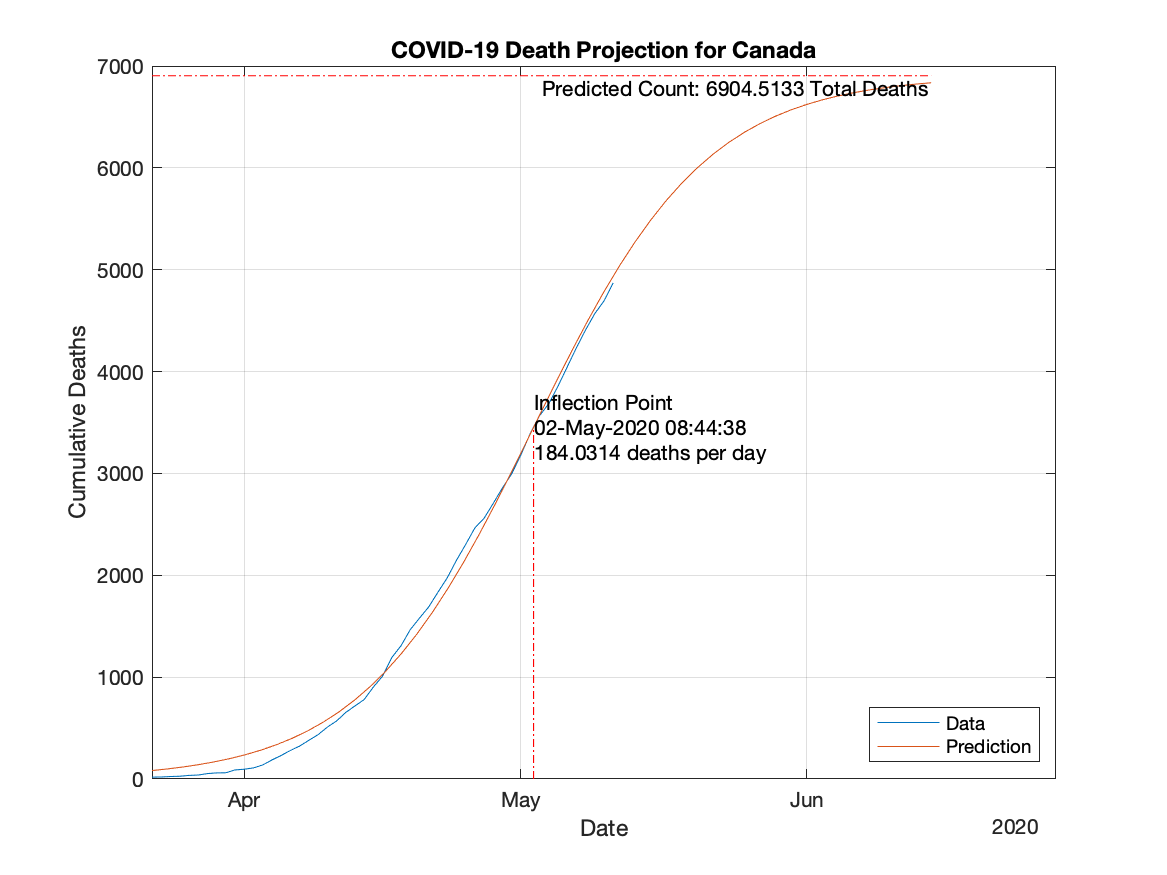 COVID-19 Death Projection for Canada
7000
Predicted Count: 6904.5133 Total Deaths
6000
5000
4000
Inflection Point
02-May-2020 08:44:38
184.0314 deaths per day
3000
2000
1000
0
Cumulative Deaths
Data
Prediction
Apr
May
Jun
Date
2020